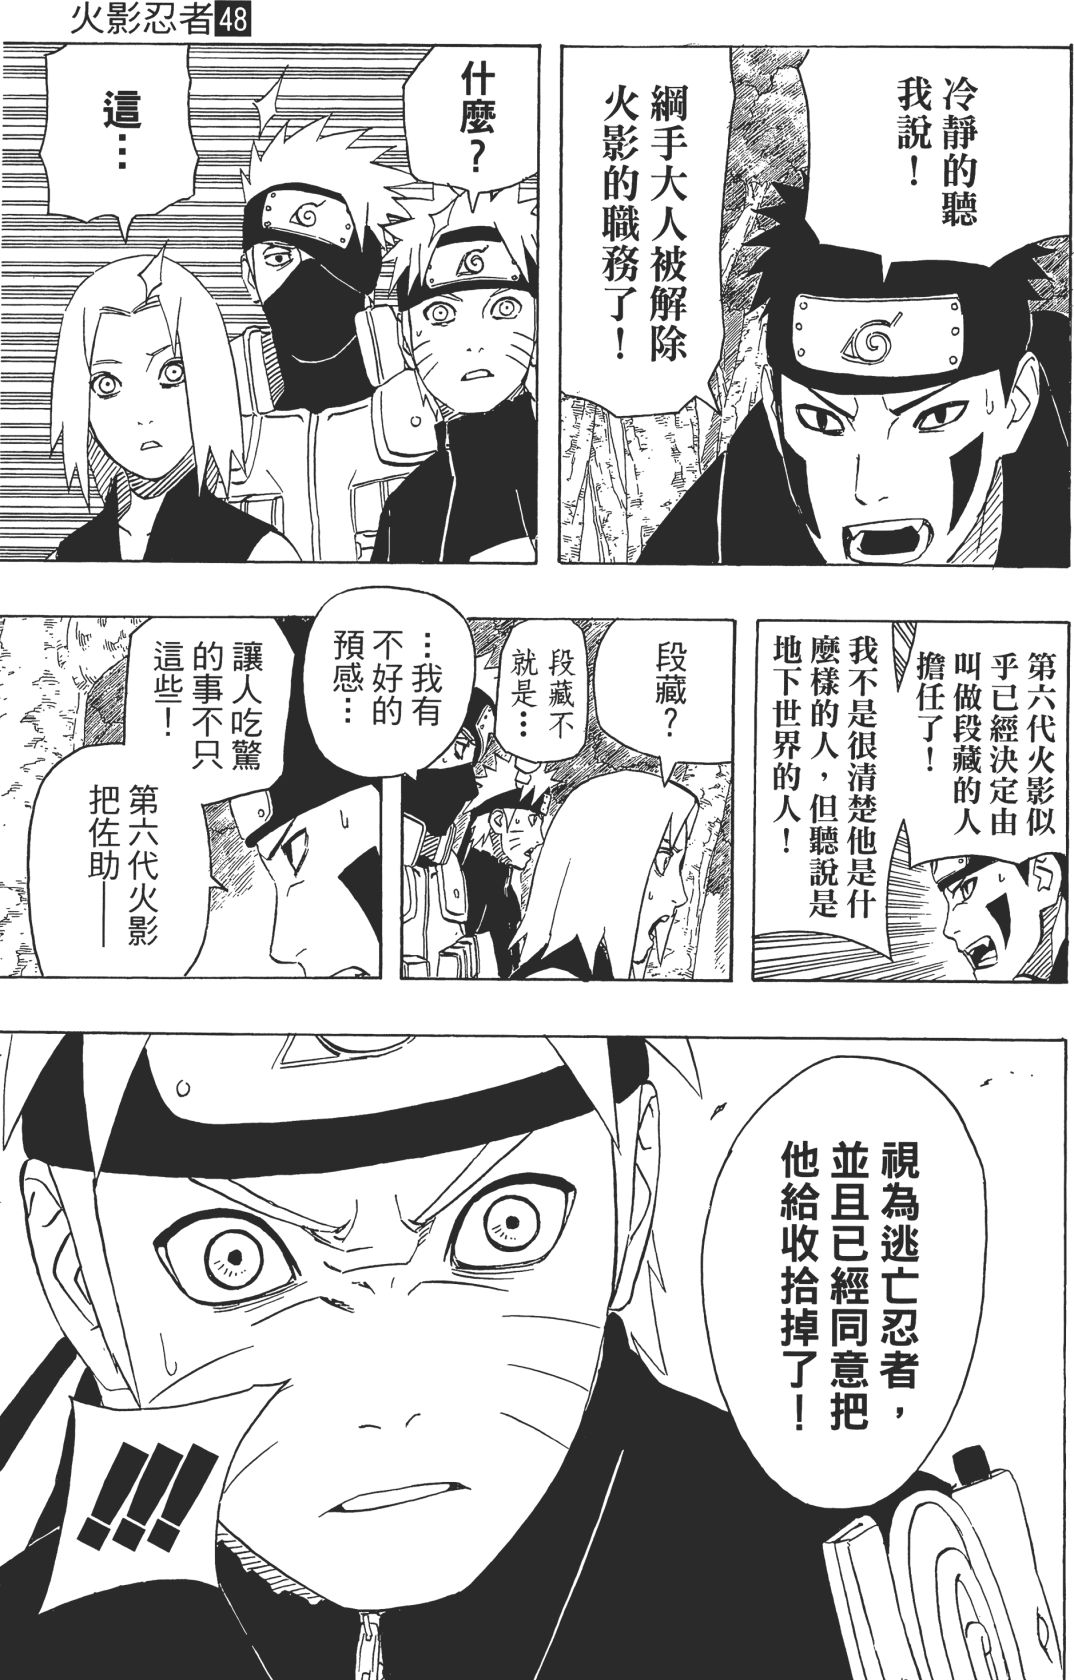 火影忍者48
冷靜的聽
我說！
綱手大人被解除
火影的職務了！
什麼？
這…
第六代火影似
乎已經決定由
叫做段藏的人
擔任了！
我不是很清楚他是什
麼樣的人，但聽說是
地下世界的人！
段藏？
段藏不
就是…
…我有
不好的
預感…
讓人吃驚
的事不只
這些！
第六代火影
把佐助——
視為逃亡忍者，
並且已經同意把
他給收拾掉了！
!!!